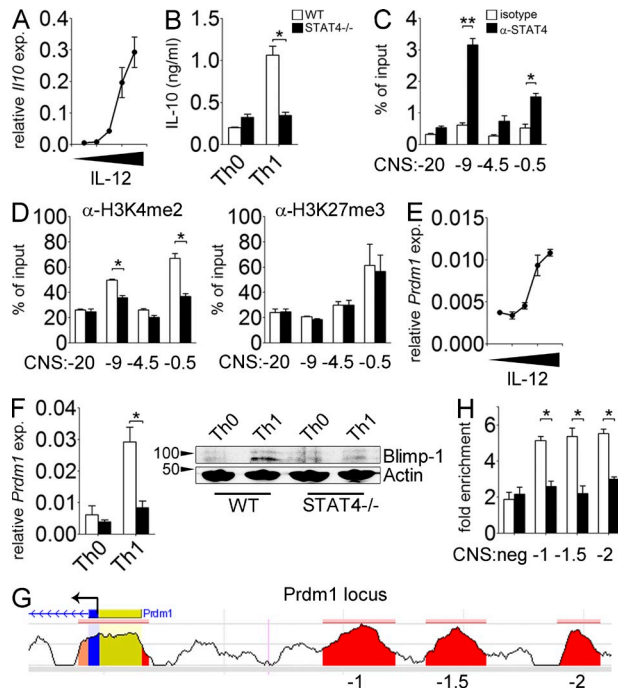 A
relative Il10 exp.
0.4
0.3
0.2
0.1
0.0
IL-12
B
WT
STAT4-/-
IL-10 (ng/ml)
1.5
1.0
0.5
0.0
*
Th0
Th1
C
isotype
α-STAT4
% of input
4
3
2
1
0
**
*
CNS:-20 -9 -4.5 -0.5
D
α-H3K4me2
% of input
100
80
60
40
20
0
*
*
CNS:-20 -9 -4.5 -0.5
α-H3K27me3
% of input
100
80
60
40
20
0
CNS:-20 -9 -4.5 -0.5
E
relative Prdm1 exp.
0.015
0.010
0.005
0.000
IL-12
F
relative Prdm1 exp.
0.04
0.03
0.02
0.01
0.00
*
Th0
Th1
Th0 Th1 Th0 Th1
100
50
Blimp-1
Actin
WT STAT4-/-
H
fold enrichment
8
6
4
2
0
* * *
CNS:neg -1 -1.5 -2
G
Prdm1 locus
Prdm1
-1 -1.5 -2